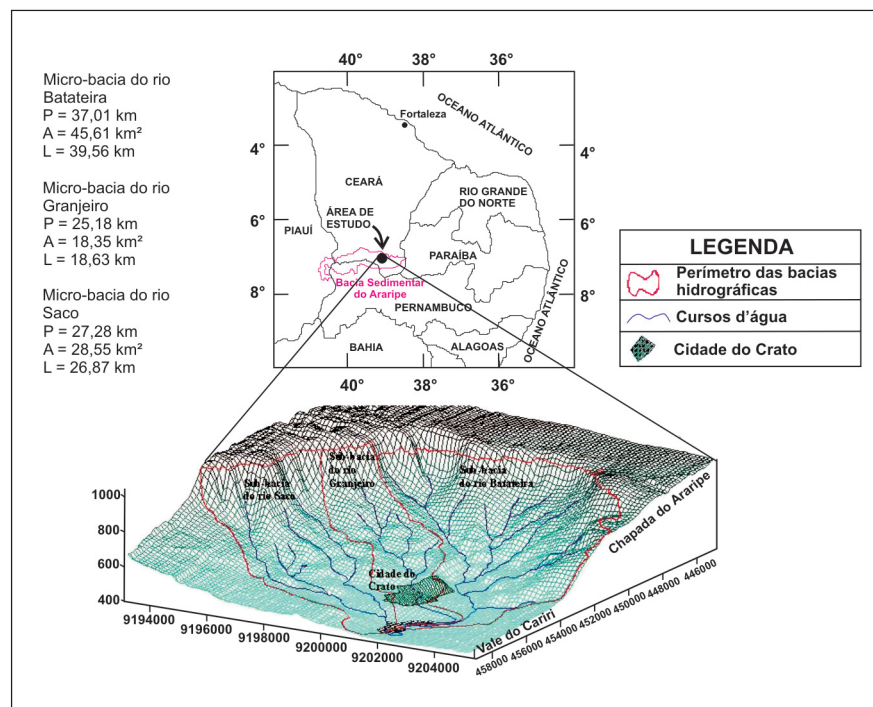 Micro-bacia do rio
Batateira
P = 37,01 km
A = 45,61 km²
L = 39,56 km
Micro-bacia do rio
Granjeiro
P = 25,18 km
A = 18,35 km²
L = 18,63 km
Micro-bacia do rio
Saco
P = 27,28 km
A = 28,55 km²
L = 26,87 km
40° 38° 36°
OCEANO ATLÂNTICO
Fortaleza
4° 4°
CEARÁ
RIO GRANDE
DO NORTE
ÁREA DE
ESTUDO
6° 6°
PIAUÍ
PARAÍBA
Bacia Sedimentar
do Araripe
8° 8°
PERNAMBUCO
OCEANO ATLÂNTICO
BAHIA
ALAGOAS
40° 38° 36°
LEGENDA
Perímetro das bacias
hidrográficas
Cursos d'água
Cidade do Crato
Sub-bacia
do rio
Granjeiro
Sub-bacia
do rio Saco
Sub-bacia
do rio Batateira
Cidade do
Crato
1000
800
600
400
9194000
9196000
9198000
9200000
9202000
9204000
Vale do Cariri
Chapada do Araripe
458000
456000
454000
452000
450000
448000
446000